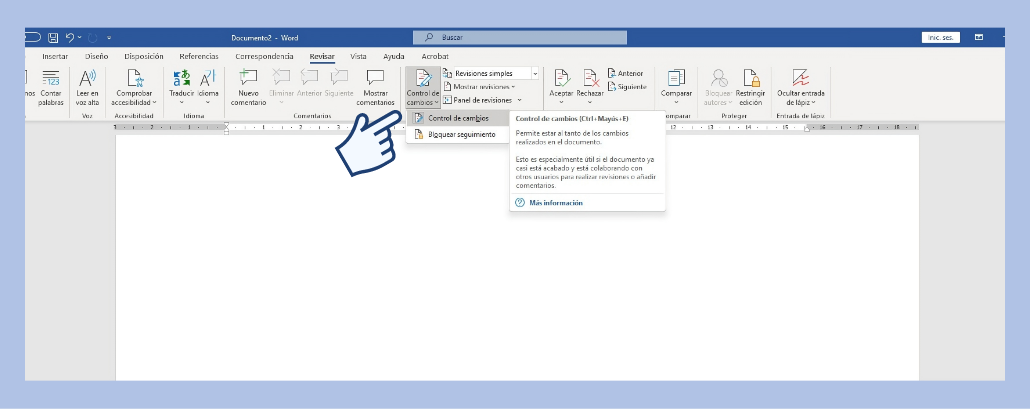 Documento2 - Word
Buscar
Inic. ses.
Insertar Diseño Disposición Referencias Correspondencia Revisar Vista Ayuda Acrobat
Contar palabras
Leer en voz alta
Comprobar accesibilidad
Traducir
Idioma
Nuevo comentario
Eliminar
Anterior
Siguiente
Mostrar comentarios
Control de cambios
Revisiones simples
Mostrar revisiones
Panel de revisiones
Aceptar
Rechazar
Anterior
Siguiente
Comparar
Bloquear autores
Restringir edición
Ocultar entrada de lápiz
Voz
Accesibilidad
Idioma
Comentarios
Comparar
Proteger
Entrada de lápiz
Control de cambios
Bloquear seguimiento
Control de cambios (Ctrl+Mayús+E)
Permite estar al tanto de los cambios
realizados en el documento.
Esto es especialmente útil si el documento ya
casi está acabado y está colaborando con
otros usuarios para realizar revisiones o añadir
comentarios.
Más información